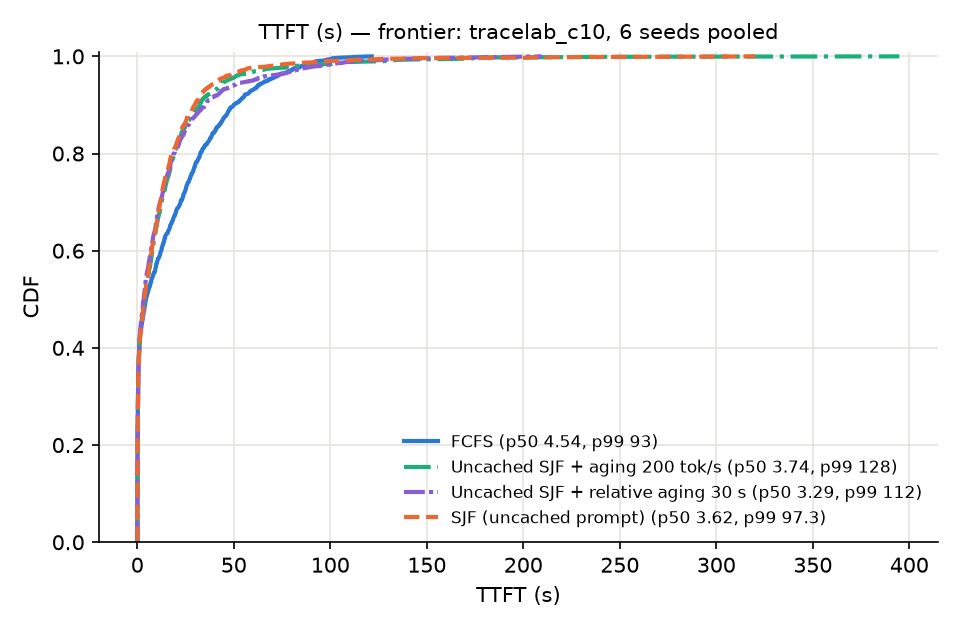 TTFT (s) — frontier: tracelab_c10, 6 seeds pooled
1.0
0.8
0.6
0.4
0.2
0.0
CDF
FCFS (p50 4.54, p99 93)
Uncached SJF + aging 200 tok/s (p50 3.74, p99 128)
Uncached SJF + relative aging 30 s (p50 3.29, p99 112)
SJF (uncached prompt) (p50 3.62, p99 97.3)
0 50 100 150 200 250 300 350 400
TTFT (s)